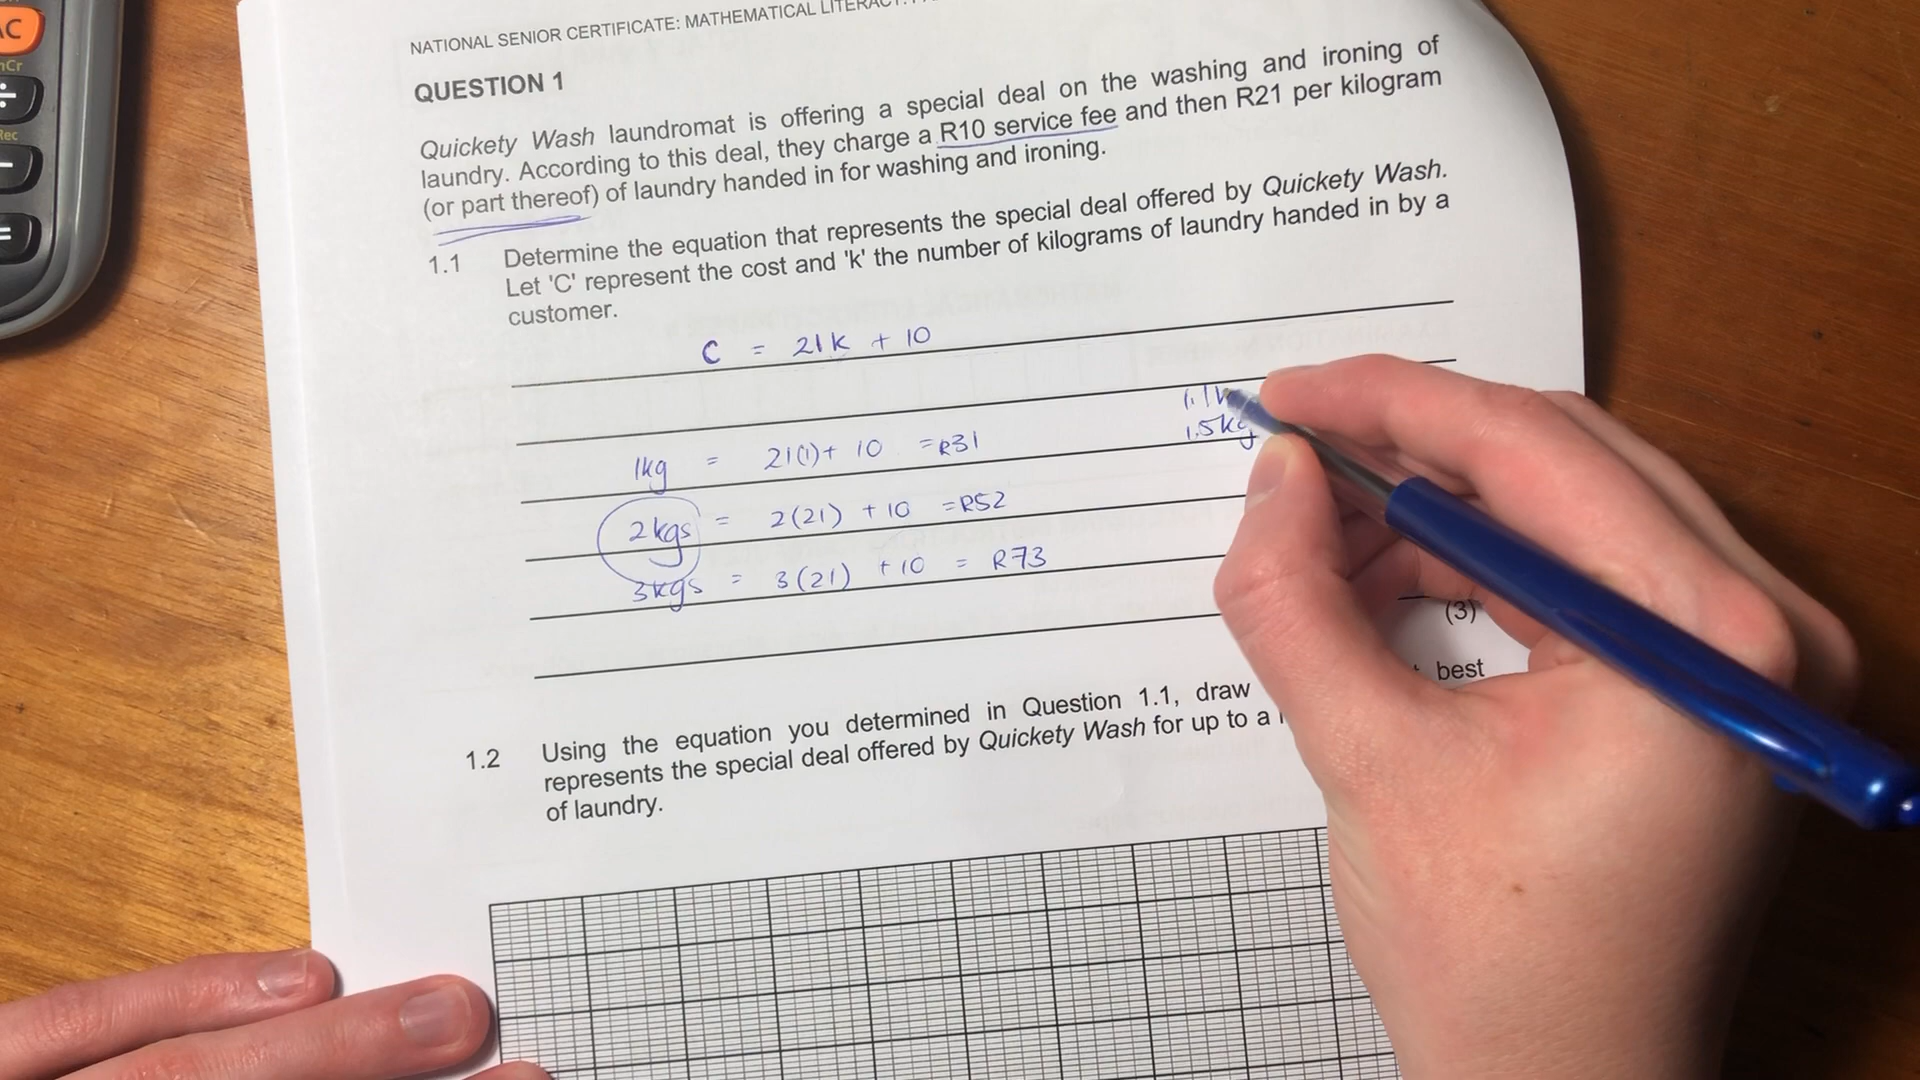 AC
nCr
÷
Rec
−
=
NATIONAL SENIOR CERTIFICATE: MATHEMATICAL LITERACY:
QUESTION 1
Quickety Wash laundromat is offering a special deal on the washing and ironing of
laundry. According to this deal, they charge a R10 service fee and then R21 per kilogram
(or part thereof) of laundry handed in for washing and ironing.
1.1 Determine the equation that represents the special deal offered by Quickety Wash.
Let 'C' represent the cost and 'k' the number of kilograms of laundry handed in by a
customer.
C = 21k + 10
1.1k
1.5kg
1kg = 21(1)+ 10 =R31
2kgs = 2(21) + 10 =R52
3kgs = 3(21) + 10 = R73
(3)
1.2 Using the equation you determined in Question 1.1, draw best
represents the special deal offered by Quickety Wash for up to a
of laundry.